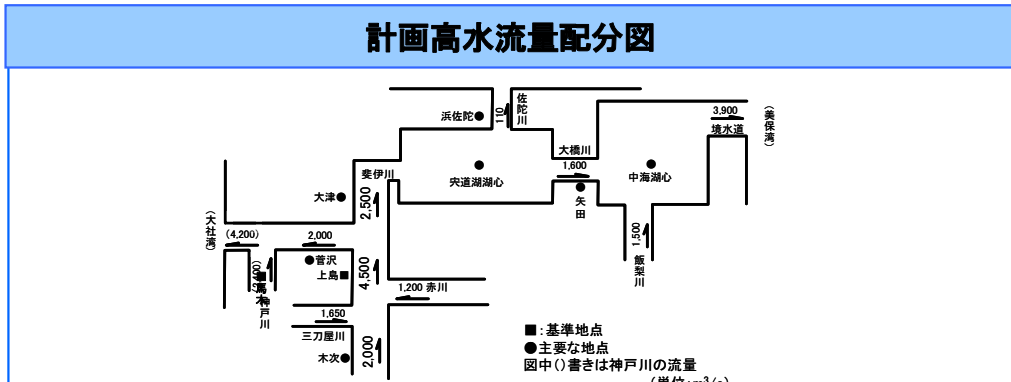 計画高水流量配分図
浜佐陀●
110
佐陀川
3,900
境水道
(美保湾)
大橋川
1,600
宍道湖湖心
中海湖心
矢田
斐伊川
2,500
大津●
(大社湾)
(4,200)
2,000
●菅沢
上島■
4,500
神戸川
1,500
飯梨川
1,200 赤川
1,650
三刀屋川
木次●
2,000
■:基準地点
●主要な地点
図中()書きは神戸川の流量
(単位:m³/s)